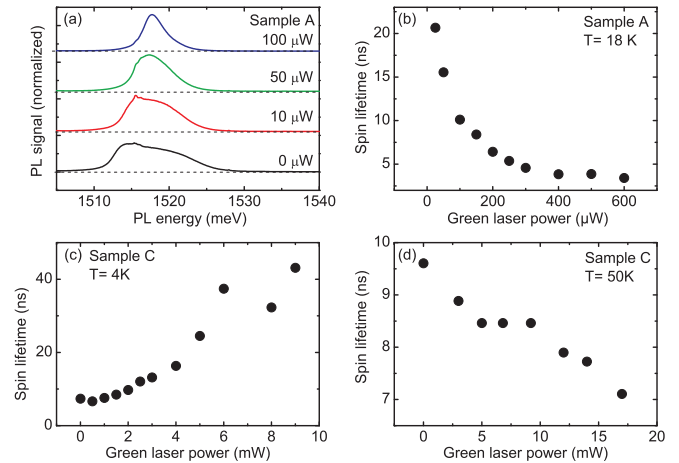 (a)
Sample A
100 μW
50 μW
10 μW
0 μW
PL signal (normalized)
1510
1520
1530
1540
PL energy (meV)
(b)
Sample A
T= 18 K
Spin lifetime (ns)
20
15
10
5
0
200
400
600
Green laser power (μW)
(c)
Sample C
T= 4K
Spin lifetime (ns)
40
20
0
0
2
4
6
8
10
Green laser power (mW)
(d)
Sample C
T= 50K
Spin lifetime (ns)
10
9
8
7
0
5
10
15
20
Green laser power (mW)